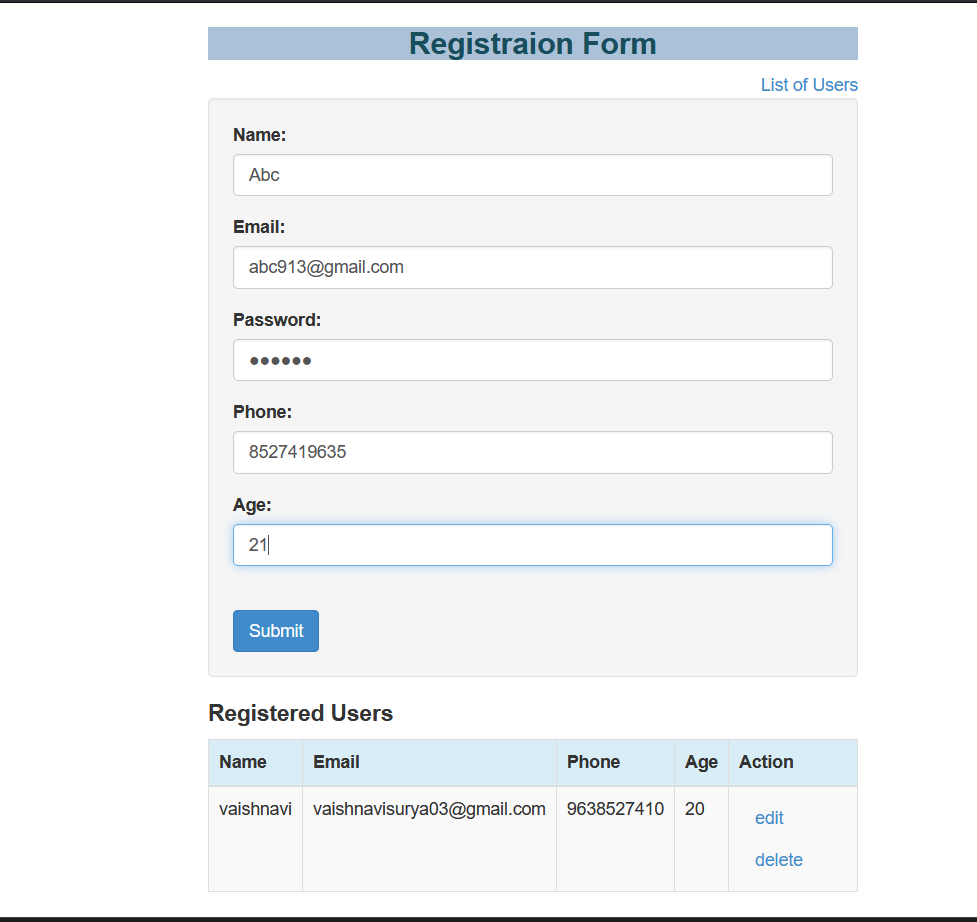 Registraion Form
List of Users
Name:
Abc
Email:
abc913@gmail.com
Password:
●●●●●●
Phone:
8527419635
Age:
21
Submit
Registered Users
Name Email Phone Age Action
vaishnavi vaishnavisurya03@gmail.com 9638527410 20 edit
delete